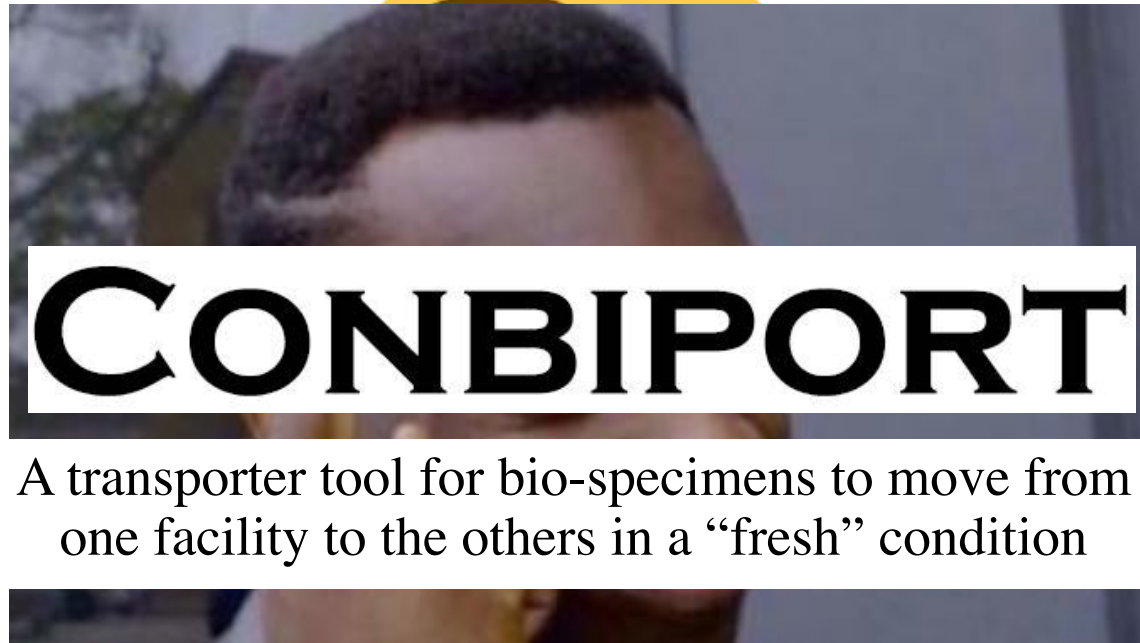 CONBIPORT
A transporter tool for bio-specimens to move from
one facility to the others in a “fresh” condition